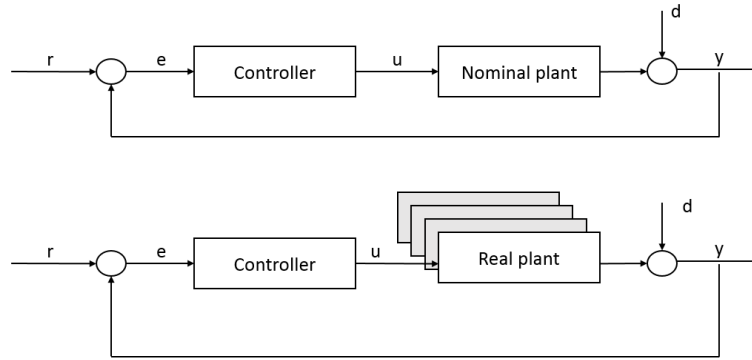 d
r e Controller u Nominal plant y
d
r e Controller u Real plant y